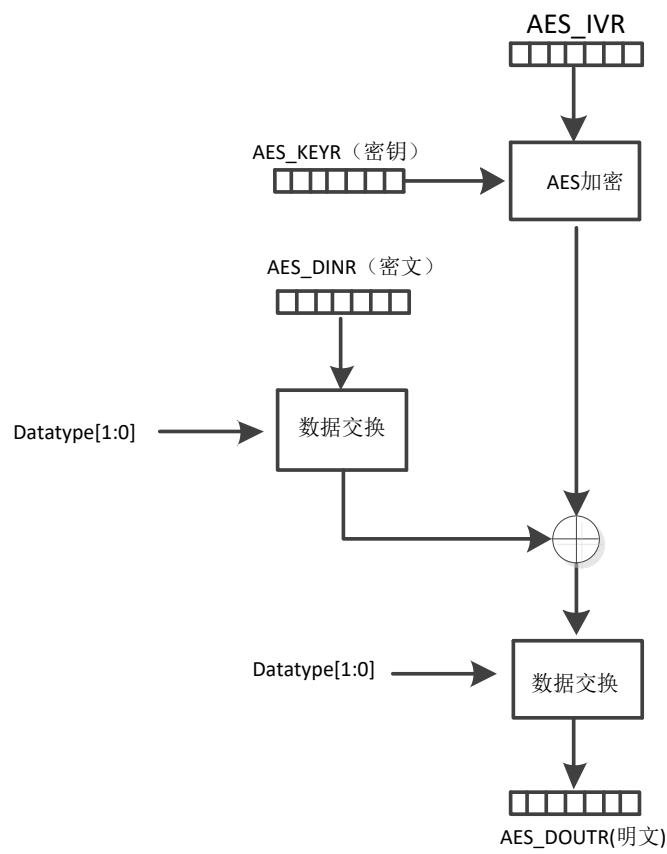 AES_IVR
AES_KEYR（密钥）
AES加密
AES_DINR（密文）
Datatype[1:0]
数据交换
Datatype[1:0]
数据交换
AES_DOUTR(明文)